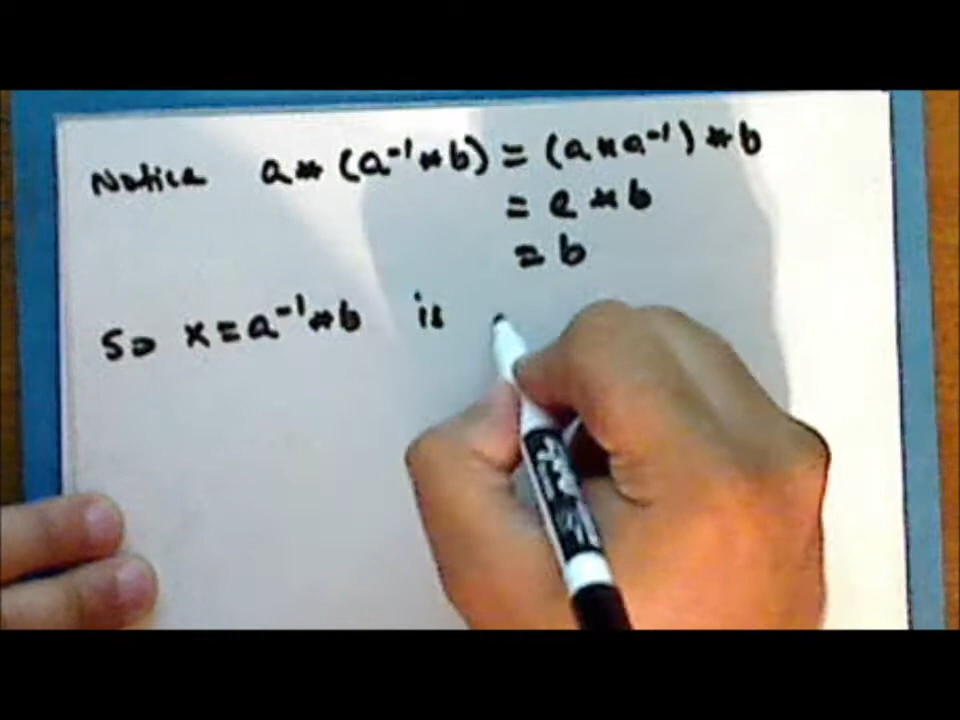 Notice a * (a⁻¹ * b) = (a * a⁻¹) * b
= e * b
= b
So x = a⁻¹ * b is